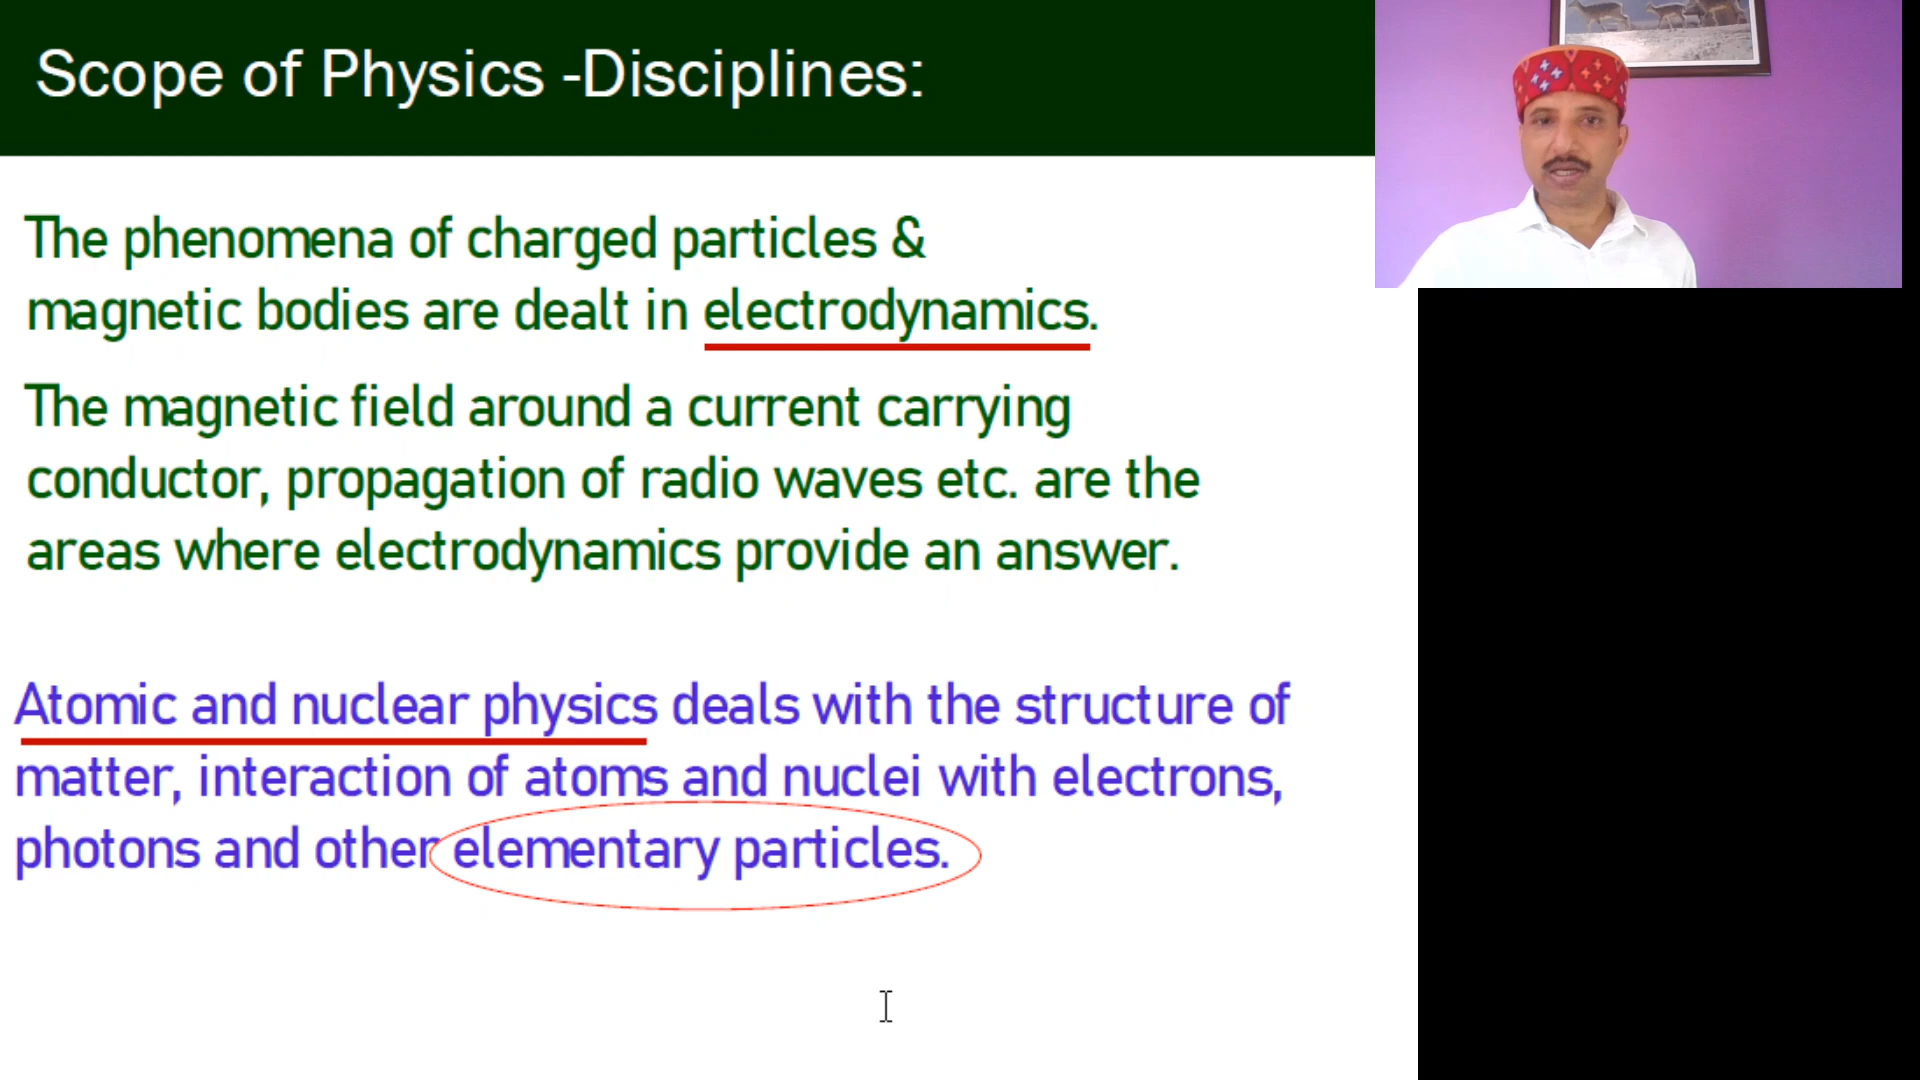 Scope of Physics -Disciplines:
The phenomena of charged particles &
magnetic bodies are dealt in electrodynamics.
The magnetic field around a current carrying
conductor, propagation of radio waves etc. are the
areas where electrodynamics provide an answer.
Atomic and nuclear physics deals with the structure of
matter, interaction of atoms and nuclei with electrons,
photons and other elementary particles.